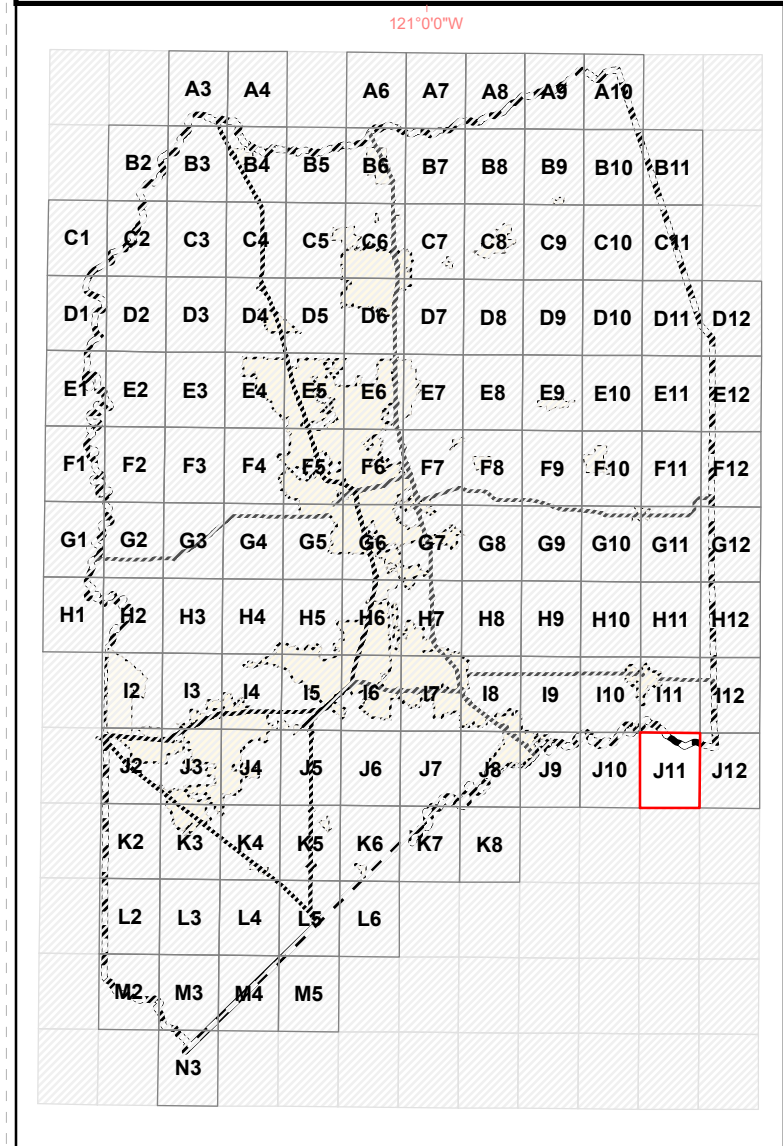 121°0'0"W
A3 A4 A6 A7 A8 A9 A10
B2 B3 B4 B5 B6 B7 B8 B9 B10 B11
C1 C2 C3 C4 C5 C6 C7 C8 C9 C10 C11
D1 D2 D3 D4 D5 D6 D7 D8 D9 D10 D11 D12
E1 E2 E3 E4 E5 E6 E7 E8 E9 E10 E11 E12
F1 F2 F3 F4 F5 F6 F7 F8 F9 F10 F11 F12
G1 G2 G3 G4 G5 G6 G7 G8 G9 G10 G11 G12
H1 H2 H3 H4 H5 H6 H7 H8 H9 H10 H11 H12
I2 I3 I4 I5 I6 I7 I8 I9 I10 I11 I12
J2 J3 J4 J5 J6 J7 J8 J9 J10 J11 J12
K2 K3 K4 K5 K6 K7 K8
L2 L3 L4 L5 L6
M2 M3 M4 M5
N3